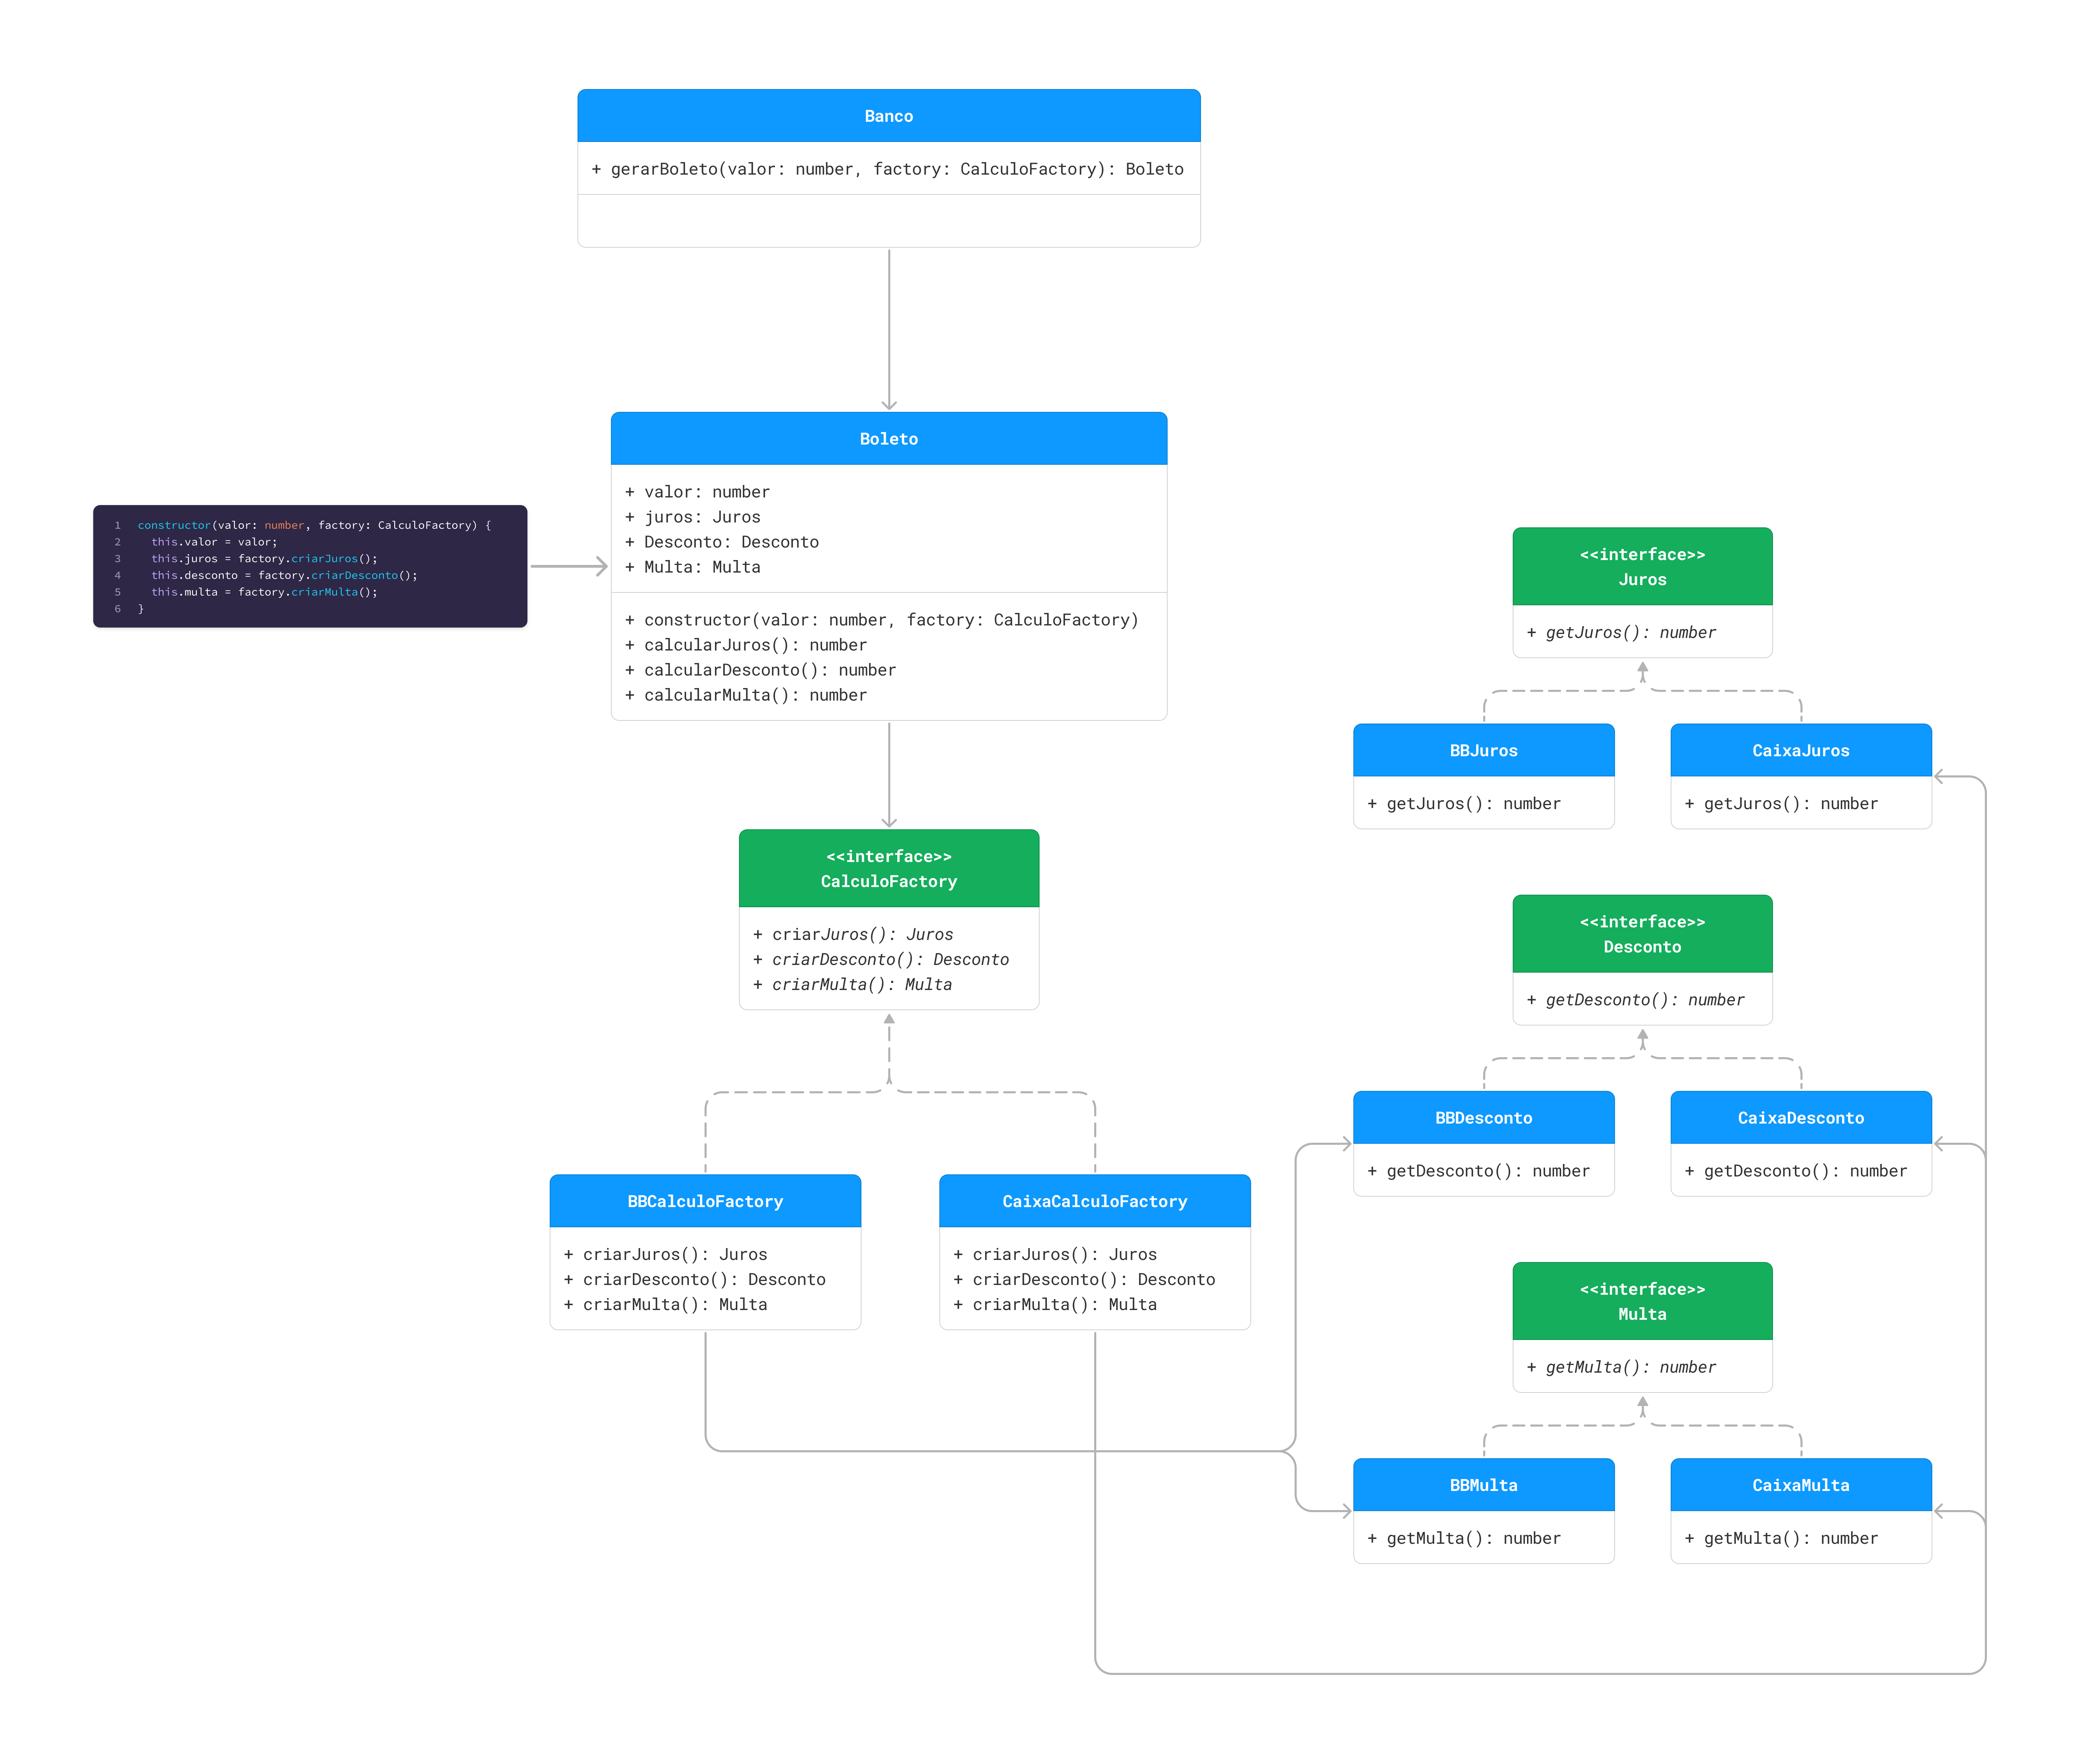 Banco
+ gerarBoleto(valor: number, factory: CalculoFactory): Boleto
Boleto
+ valor: number
+ juros: Juros
+ Desconto: Desconto
+ Multa: Multa
+ constructor(valor: number, factory: CalculoFactory)
+ calcularJuros(): number
+ calcularDesconto(): number
+ calcularMulta(): number
1 constructor(valor: number, factory: CalculoFactory) {
2 this.valor = valor;
3 this.juros = factory.criarJuros();
4 this.desconto = factory.criarDesconto();
5 this.multa = factory.criarMulta();
6 }
<<interface>>
CalculoFactory
+ criarJuros(): Juros
+ criarDesconto(): Desconto
+ criarMulta(): Multa
BBCalculoFactory
+ criarJuros(): Juros
+ criarDesconto(): Desconto
+ criarMulta(): Multa
CaixaCalculoFactory
+ criarJuros(): Juros
+ criarDesconto(): Desconto
+ criarMulta(): Multa
<<interface>>
Juros
+ getJuros(): number
BBJuros
+ getJuros(): number
CaixaJuros
+ getJuros(): number
<<interface>>
Desconto
+ getDesconto(): number
BBDesconto
+ getDesconto(): number
CaixaDesconto
+ getDesconto(): number
<<interface>>
Multa
+ getMulta(): number
BBMulta
+ getMulta(): number
CaixaMulta
+ getMulta(): number